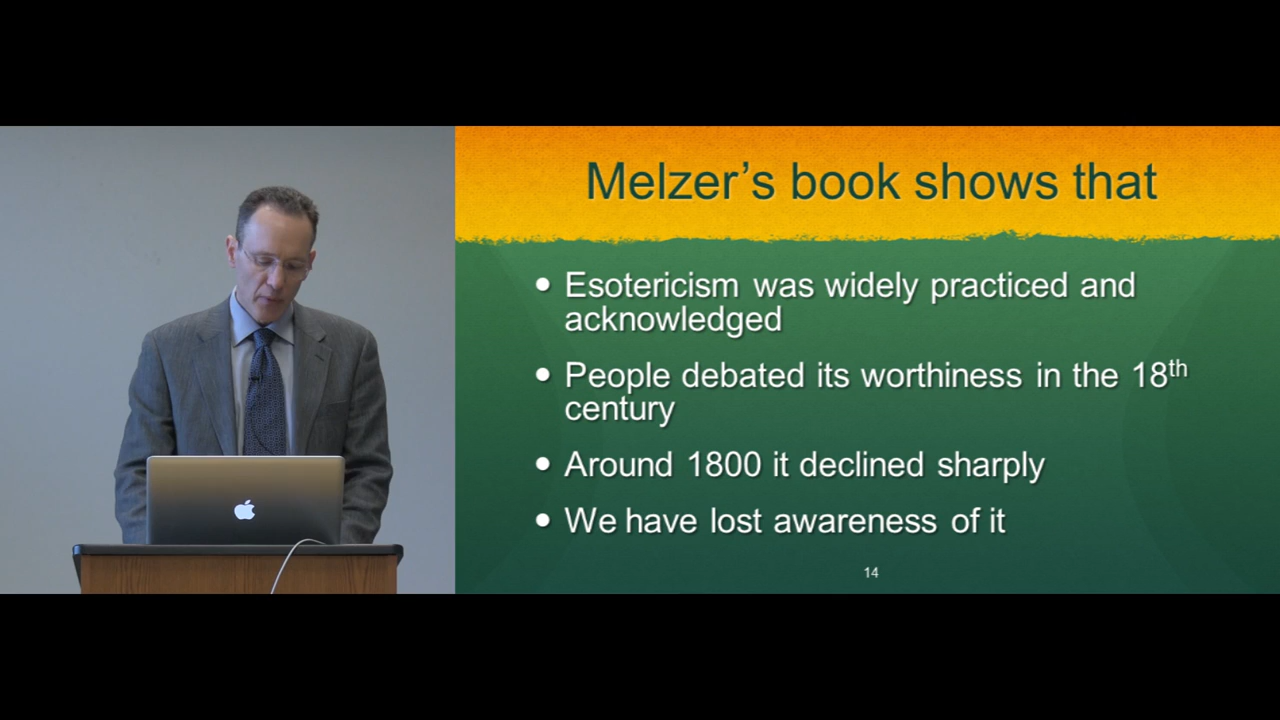 Melzer's book shows that
• Esotericism was widely practiced and
acknowledged
• People debated its worthiness in the 18th
century
• Around 1800 it declined sharply
• We have lost awareness of it
14